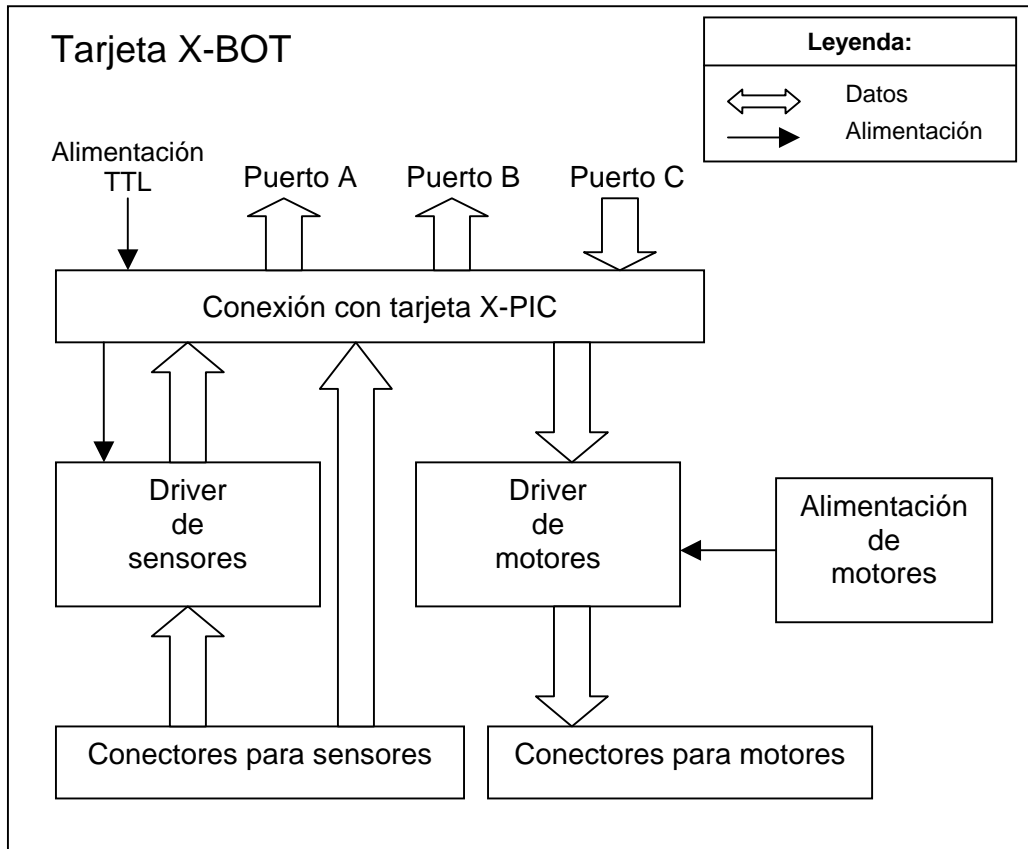 Tarjeta X-BOT
Leyenda:
Datos
Alimentación
Alimentación
TTL
Puerto A
Puerto B
Puerto C
Conexión con tarjeta X-PIC
Driver
de
sensores
Driver
de
motores
Alimentación
de
motores
Conectores para sensores
Conectores para motores